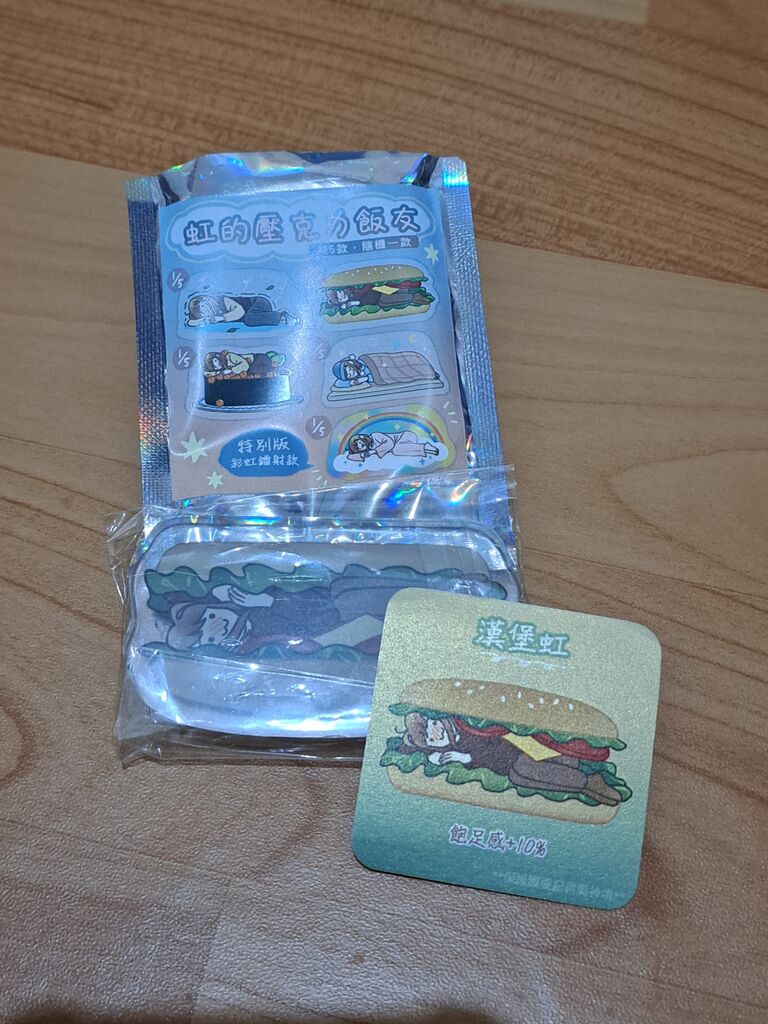 虹的壓克力飯友
共5款，隨機一款
1/5
1/5
1/5
特別版
彩虹鐳射款
漢堡虹
飽足感+10%